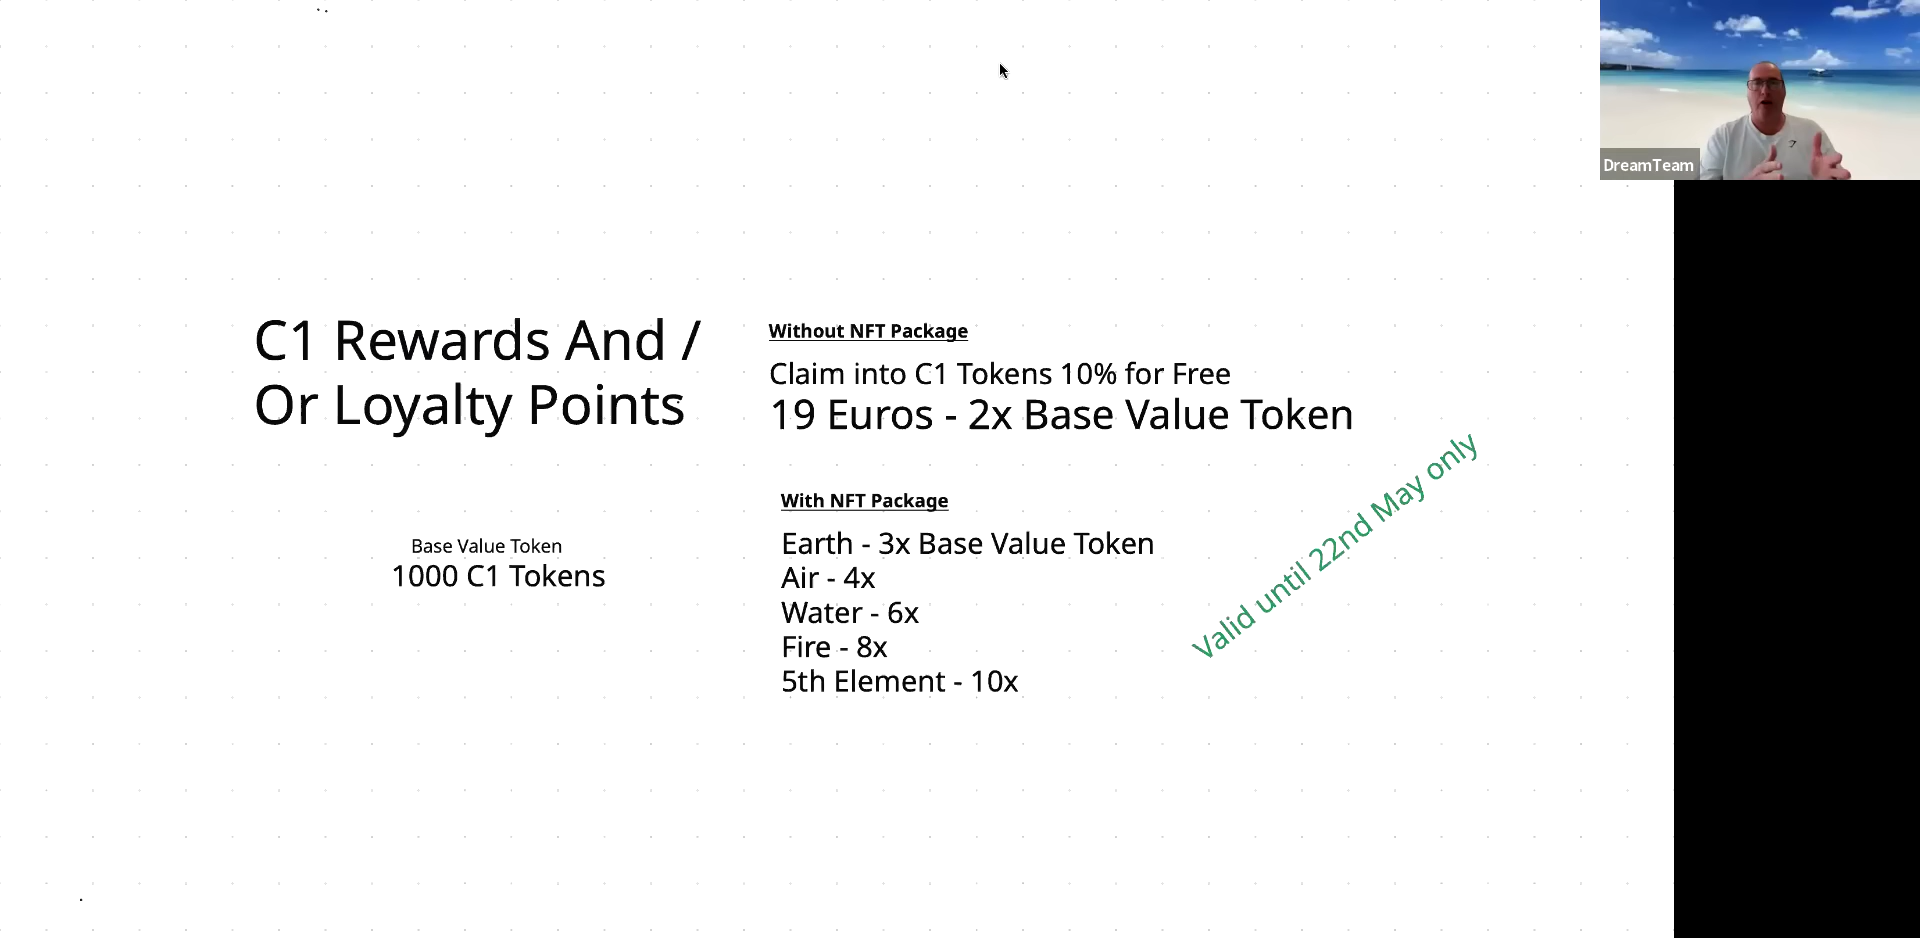 DreamTeam
C1 Rewards And /
Or Loyalty Points
Without NFT Package
Claim into C1 Tokens 10% for Free
19 Euros - 2x Base Value Token
Valid until 22nd May only
With NFT Package
Base Value Token
1000 C1 Tokens
Earth - 3x Base Value Token
Air - 4x
Water - 6x
Fire - 8x
5th Element - 10x